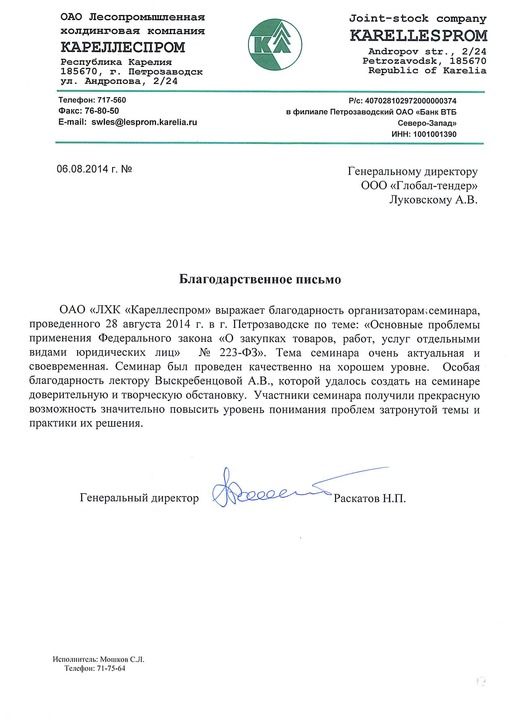 ОАО Лесопромышленная
холдинговая компания
КАРЕЛЛЕСПРОМ
Республика Карелия
185670, г. Петрозаводск
ул. Андропова, 2/24
КА
Joint-stock company
KARELLESPROM
Andropov str., 2/24
Petrozavodsk, 185670
Republic of Karelia
Телефон: 717-560
Факс: 76-80-50
E-mail: swles@lesprom.karelia.ru
Р/с: 407028102972000000374
в филиале Петрозаводский ОАО «Банк ВТБ
Северо-Запад»
ИНН: 1001001390
06.08.2014 г. №
Генеральному директору
ООО «Глобал-тендер»
Луковскому А.В.
Благодарственное письмо
ОАО «ЛХК «Кареллеспром» выражает благодарность организаторам семинара,
проведенного 28 августа 2014 г. в г. Петрозаводске по теме: «Основные проблемы
применения Федерального закона «О закупках товаров, работ, услуг отдельными
видами юридических лиц» № 223-ФЗ». Тема семинара очень актуальная и
своевременная. Семинар был проведен качественно на хорошем уровне. Особая
благодарность лектору Выскребенцовой А.В., которой удалось создать на семинаре
доверительную и творческую обстановку. Участники семинара получили прекрасную
возможность значительно повысить уровень понимания проблем затронутой темы и
практики их решения.
Генеральный директор Раскатов Н.П.
Исполнитель: Мошков С.Л.
Телефон: 71-75-64